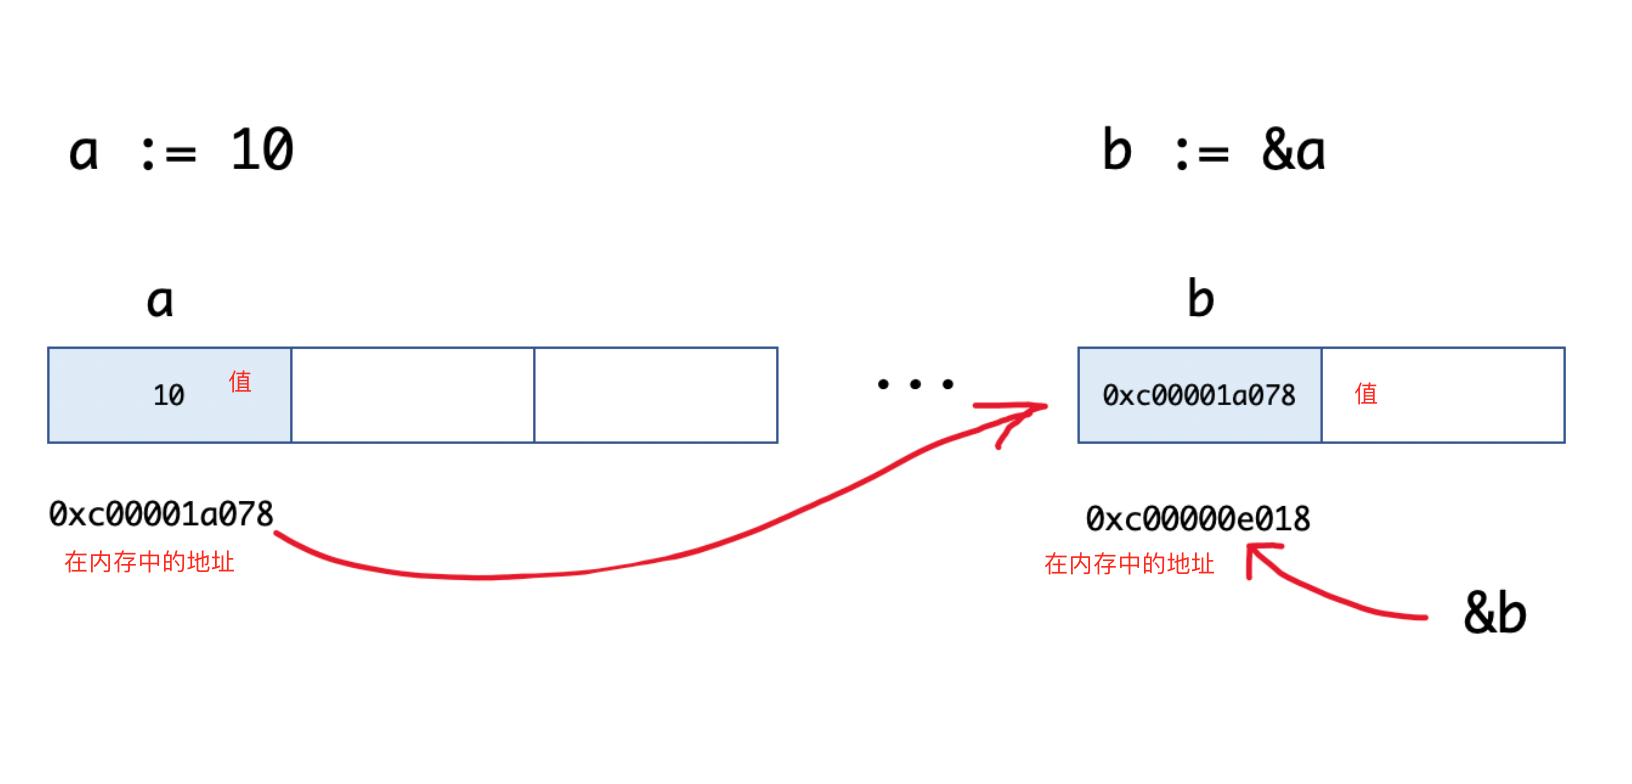 a := 10
b := &a
a
b
10 值
...
0xc00001a078 值
0xc00001a078
0xc00000e018
在内存中的地址
在内存中的地址
&b